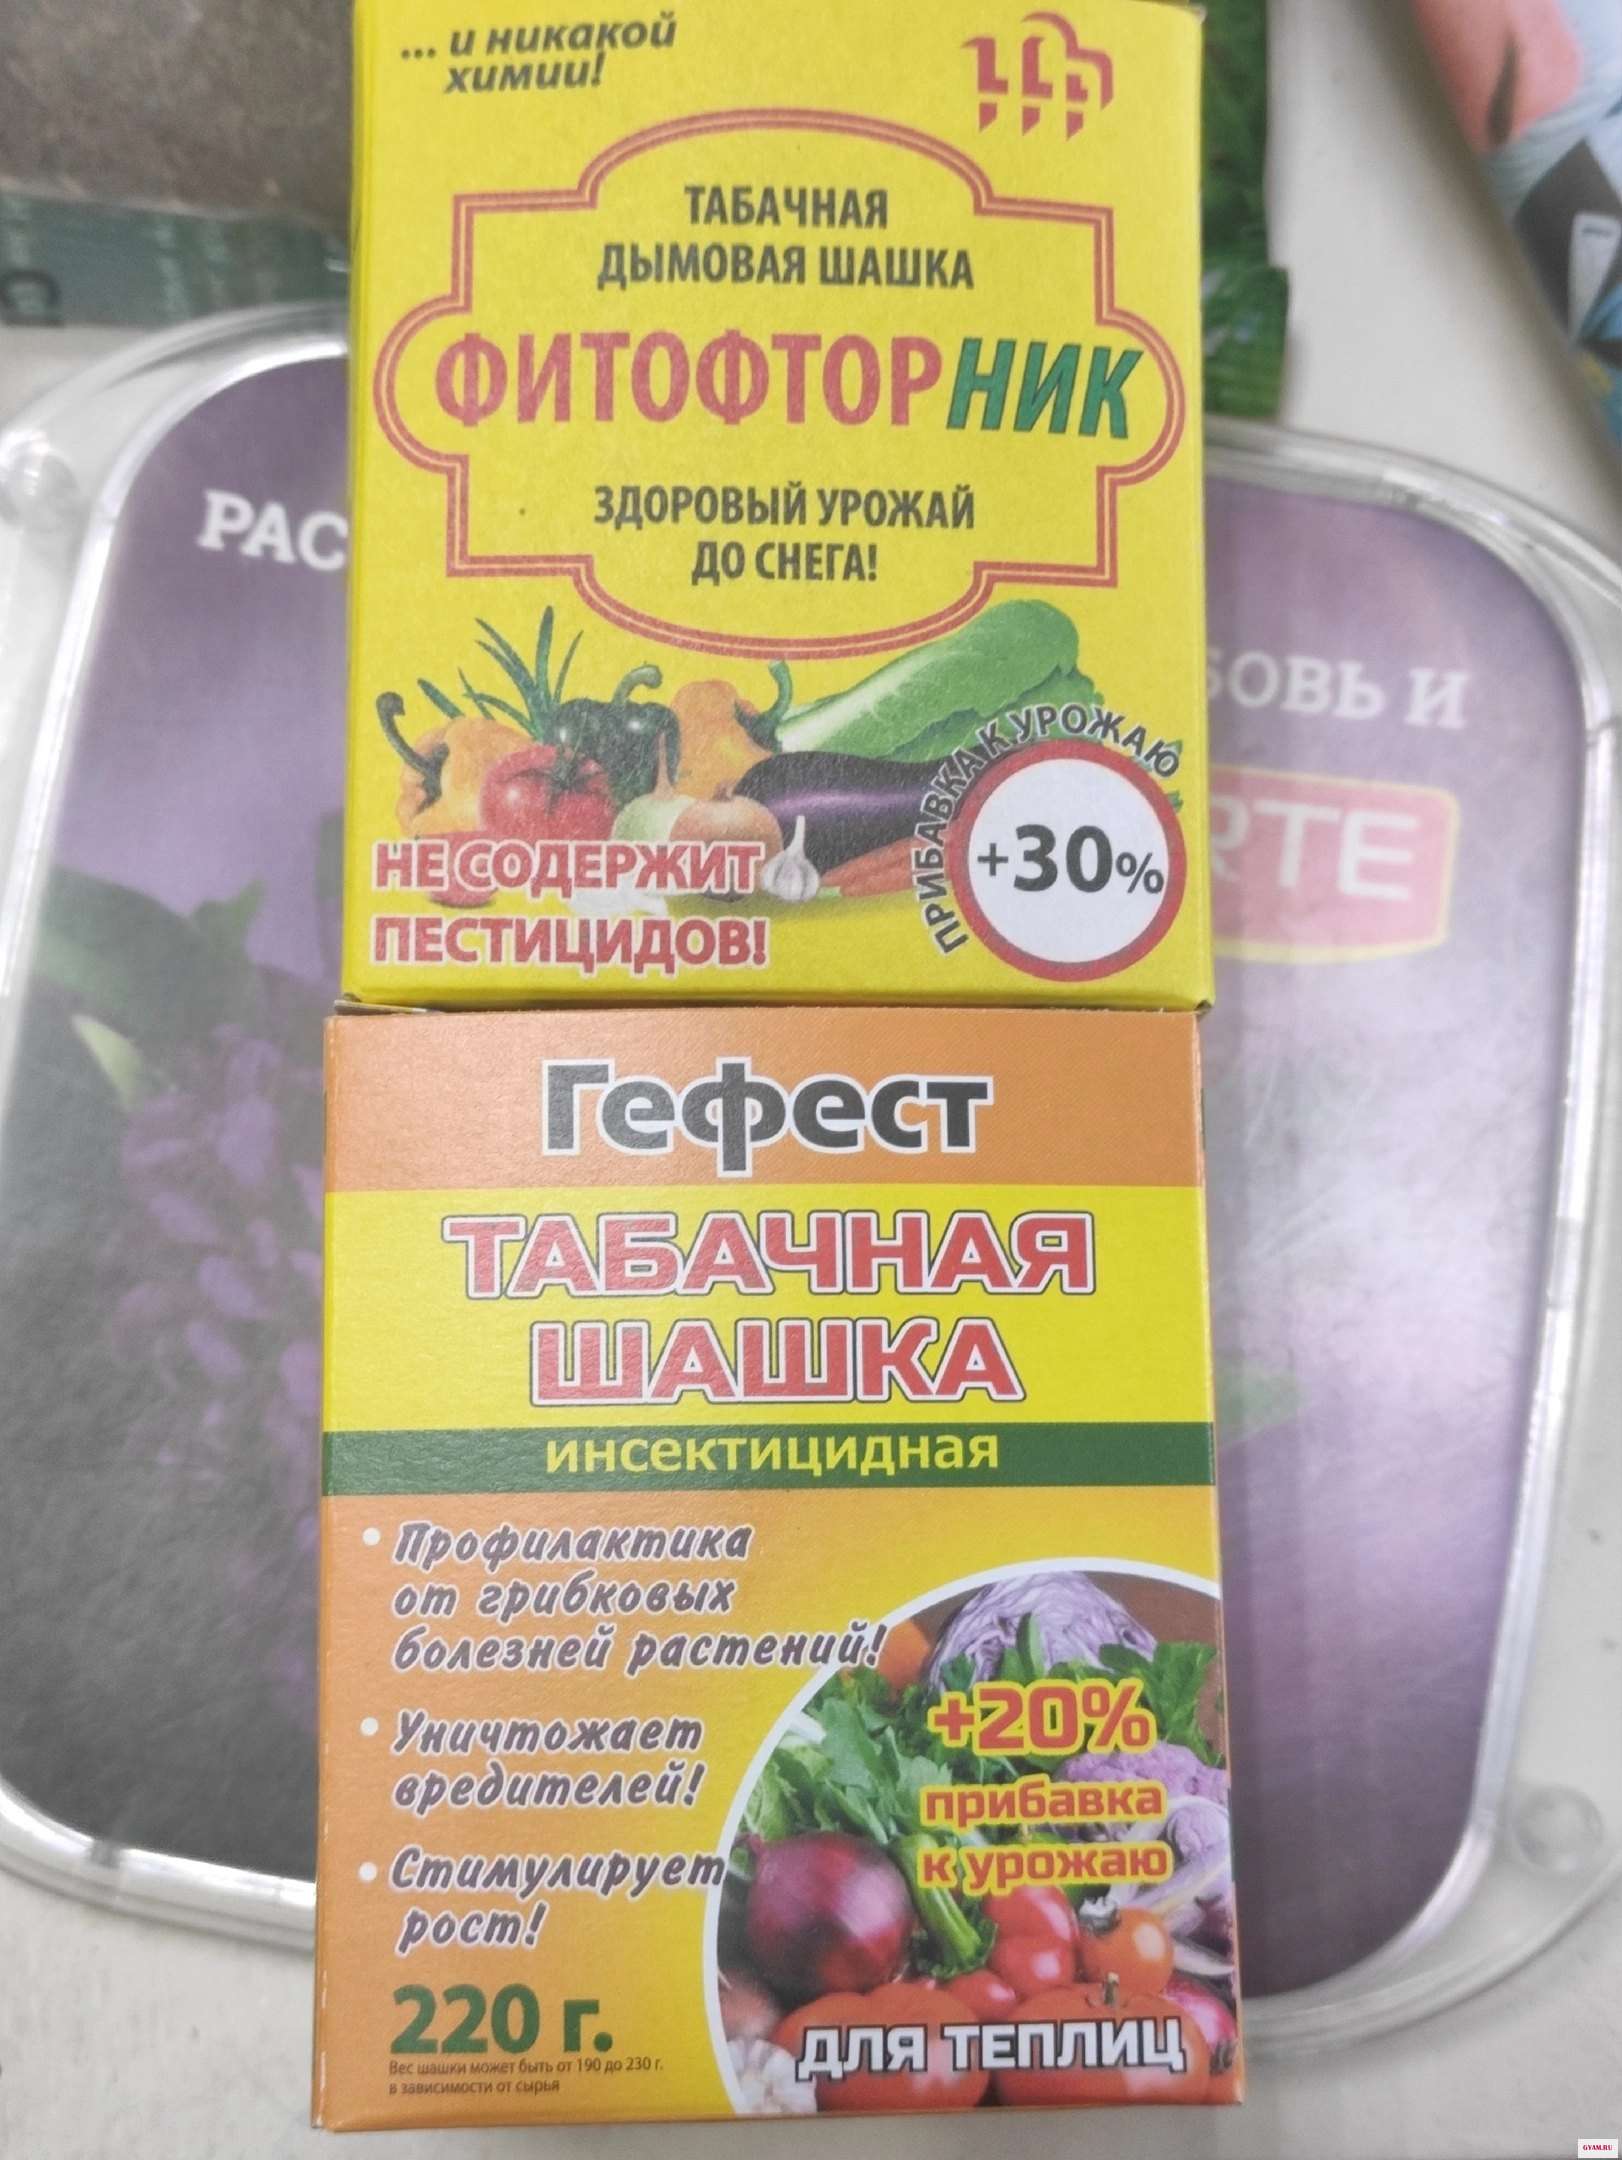 ... и никакой
химии!
ТАБАЧНАЯ
ДЫМОВАЯ ШАШКА
ФИТОФТОРНИК
ЗДОРОВЫЙ УРОЖАЙ
ДО СНЕГА!
РАС
ОВЬ И
RTE
ПРИБАВКА К УРОЖАЮ
+30%
НЕ СОДЕРЖИТ
ПЕСТИЦИДОВ!
Гефест
ТАБАЧНАЯ
ШАШКА
инсектицидная
• Профилактика
от грибковых
болезней растений!
• Уничтожает
вредителей!
• Стимулирует
рост!
+20%
прибавка
к урожаю
220 г.
Вес шашки может быть от 190 до 230 г.
в зависимости от сырья
ДЛЯ ТЕПЛИЦ
GYAM.RU